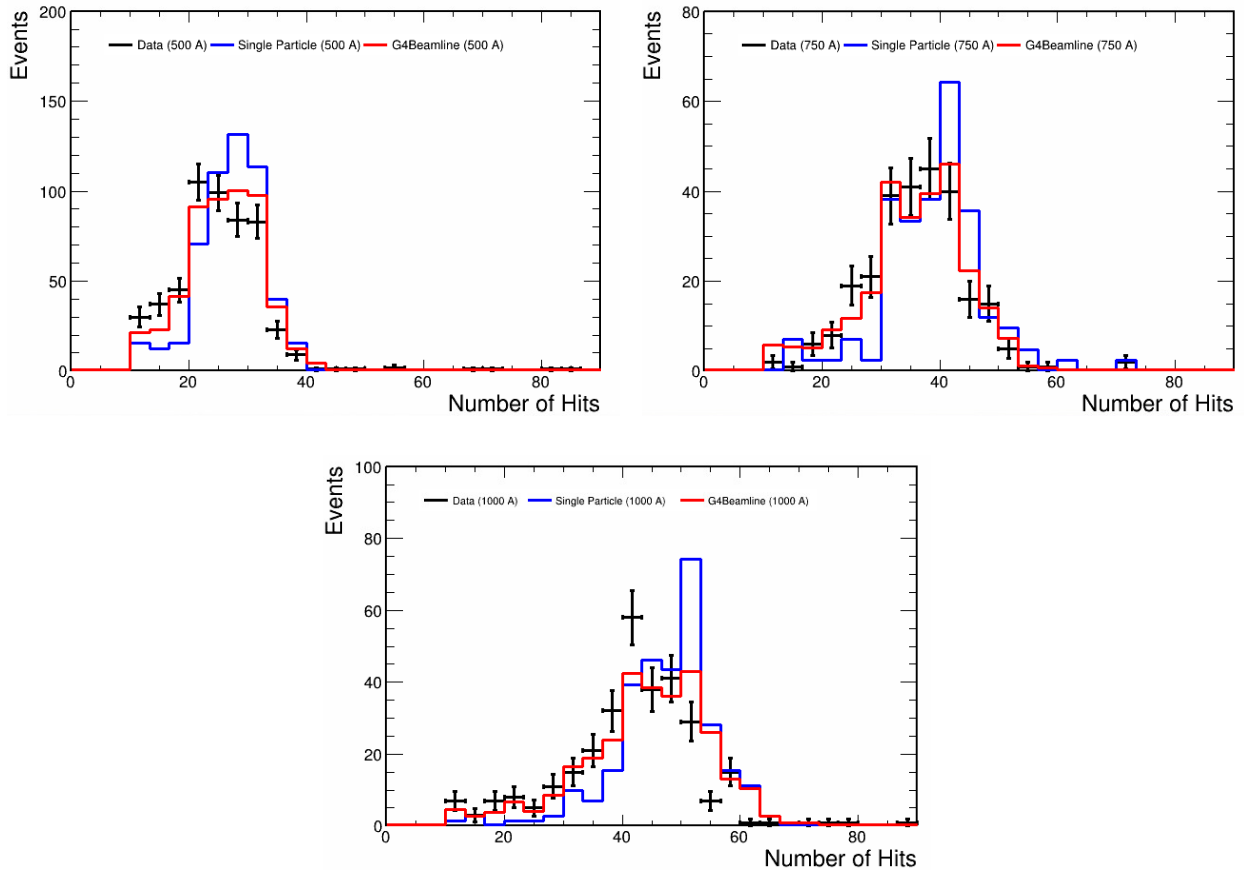 Events
200
150
100
50
0
Data (500 A) Single Particle (500 A) G4Beamline (500 A)
0 20 40 60 80
Number of Hits
Events
80
60
40
20
0
Data (750 A) Single Particle (750 A) G4Beamline (750 A)
0 20 40 60 80
Number of Hits
Events
100
80
60
40
20
0
Data (1000 A) Single Particle (1000 A) G4Beamline (1000 A)
0 20 40 60 80
Number of Hits